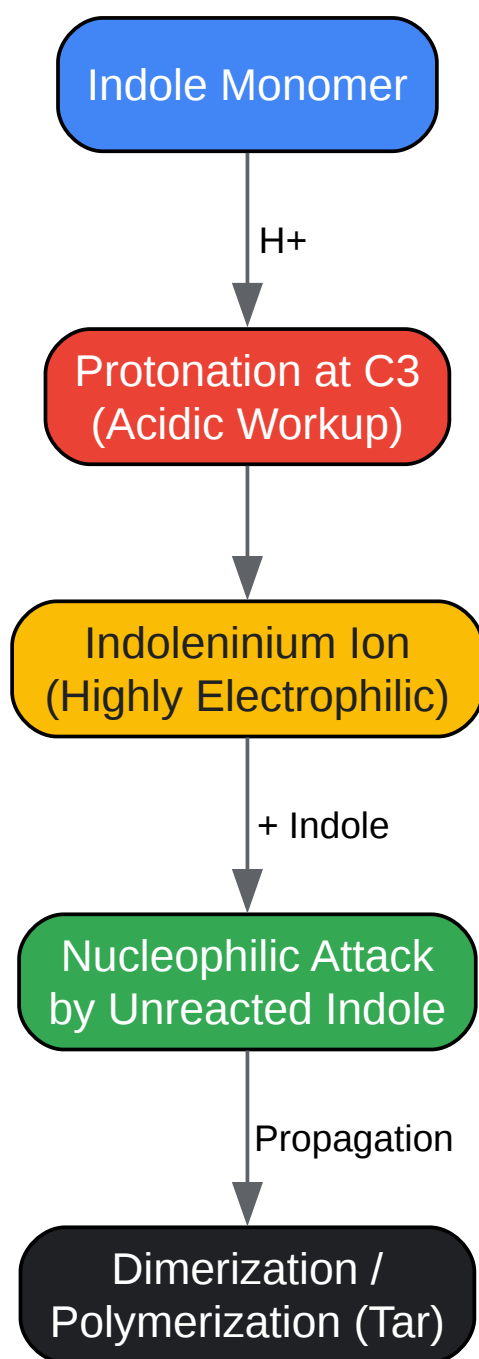 Indole Monomer
H+
Protonation at C3
(Acidic Workup)
Indoleninium Ion
(Highly Electrophilic)
+ Indole
Nucleophilic Attack
by Unreacted Indole
Propagation
Dimerization /
Polymerization (Tar)